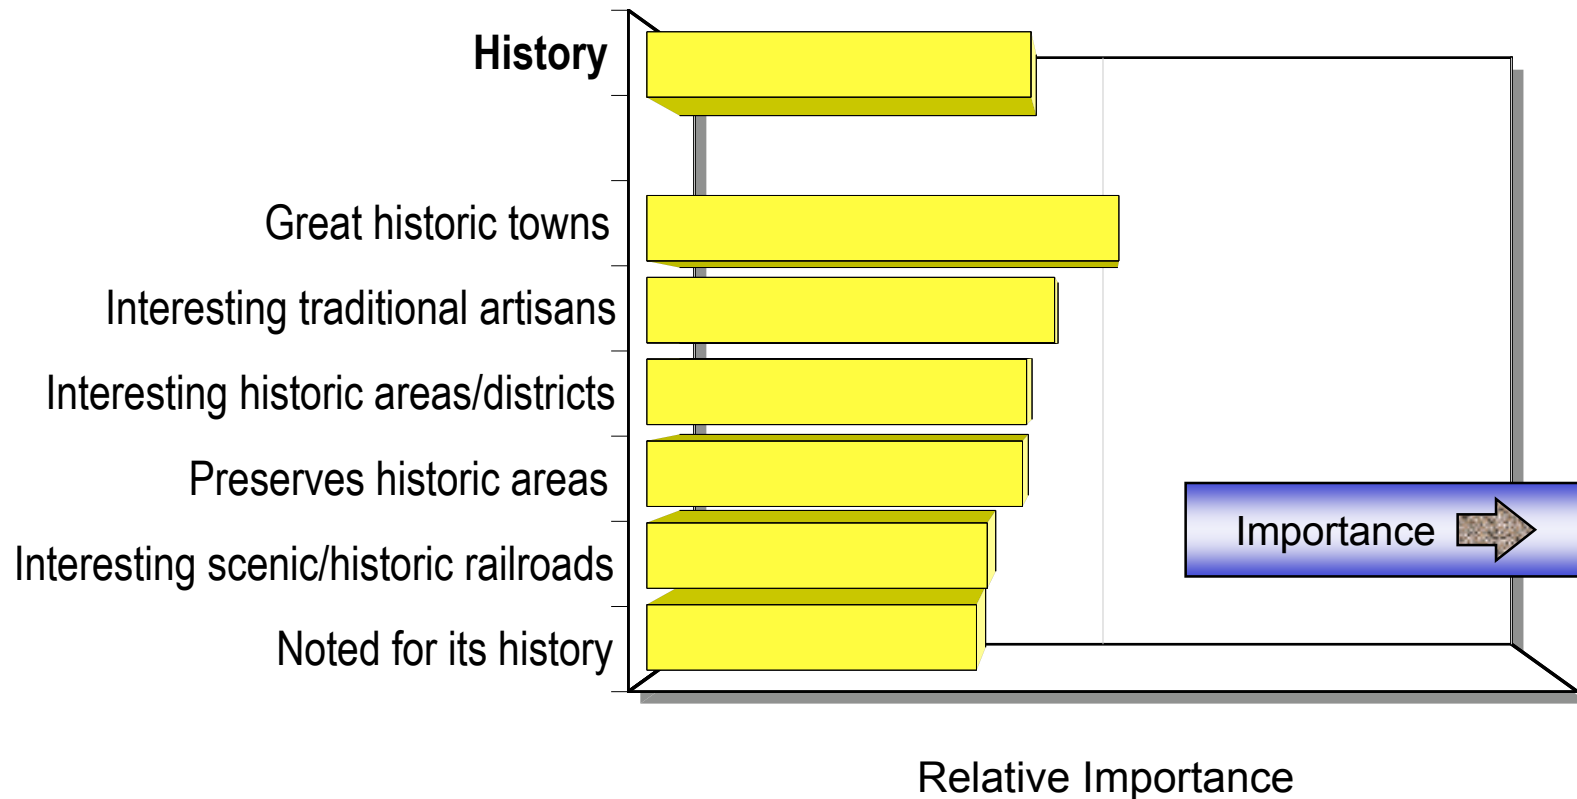 History
Great historic towns
Interesting traditional artisans
Interesting historic areas/districts
Preserves historic areas
Interesting scenic/historic railroads
Noted for its history
Importance
Relative Importance